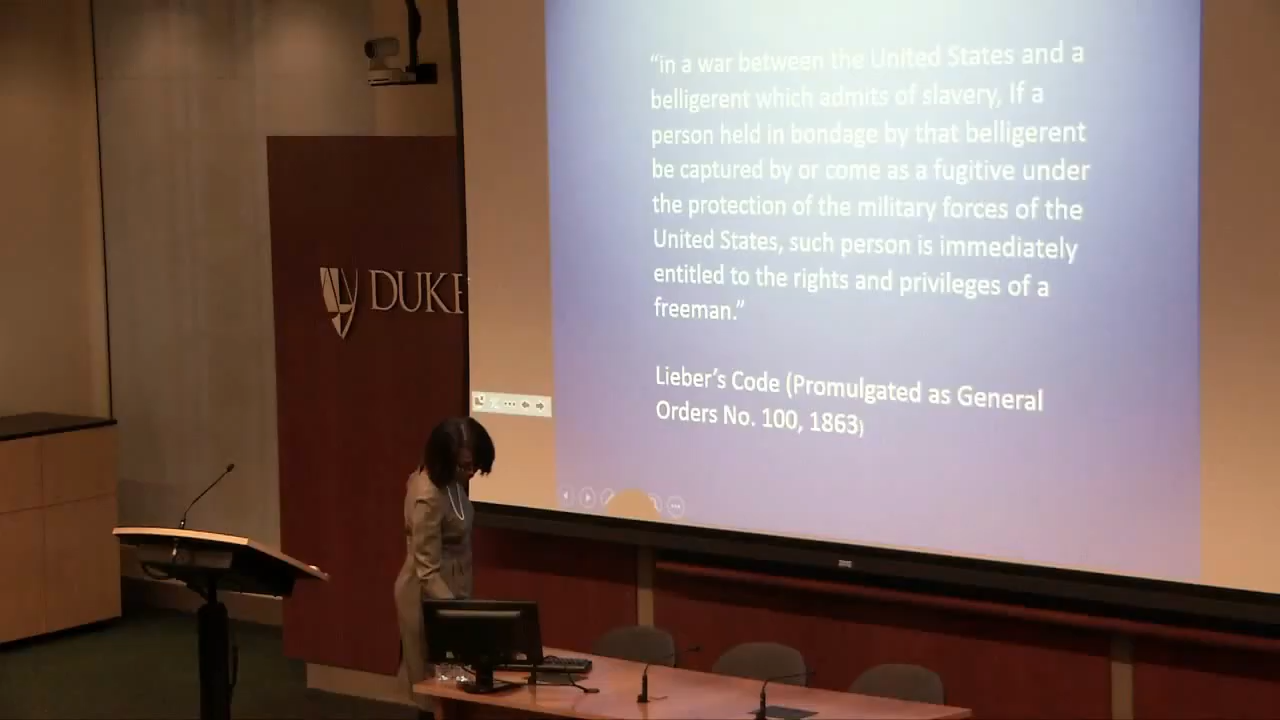 "in a war between the United States and a
belligerent which admits of slavery, If a
person held in bondage by that belligerent
be captured by or come as a fugitive under
the protection of the military forces of the
United States, such person is immediately
entitled to the rights and privileges of a
freeman."
Lieber's Code (Promulgated as General
Orders No. 100, 1863)
DUKE